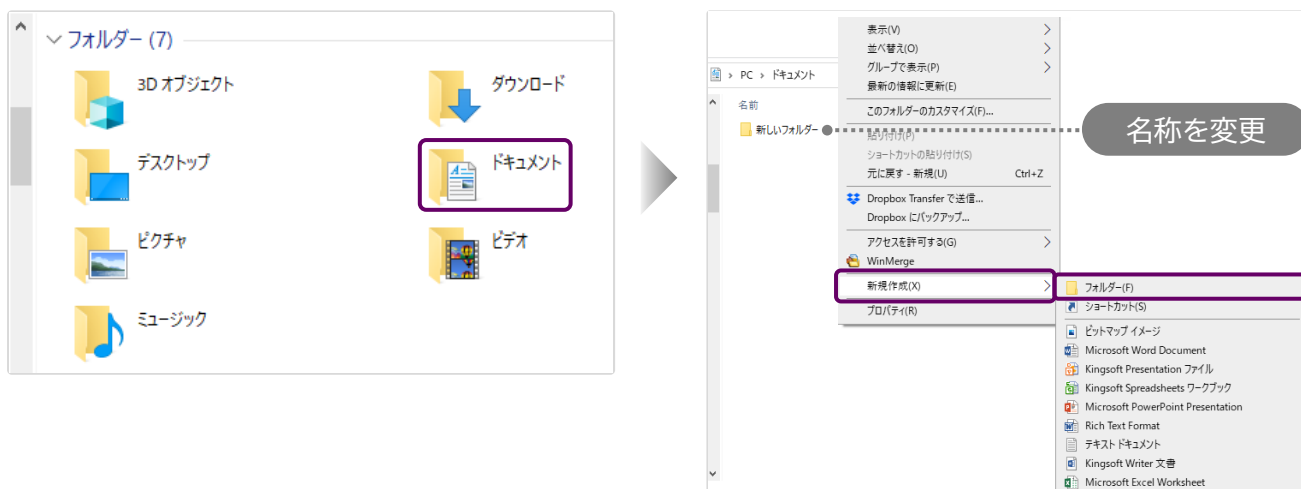 フォルダー (7)
3D オブジェクト
ダウンロード
デスクトップ
ドキュメント
ピクチャ
ビデオ
ミュージック
PC › ドキュメント
名前
新しいフォルダー
表示(V)
並べ替え(O)
グループで表示(P)
最新の情報に更新(E)
このフォルダーのカスタマイズ(F)...
貼り付け(P)
ショートカットの貼り付け(S)
元に戻す - 新規(U) Ctrl+Z
Dropbox Transfer で送信...
Dropbox にバックアップ...
アクセスを許可する(G)
WinMerge
新規作成(X)
プロパティ(R)
名称を変更
フォルダー(F)
ショートカット(S)
ビットマップ イメージ
Microsoft Word Document
Kingsoft Presentation ファイル
Kingsoft Spreadsheets ワークブック
Microsoft PowerPoint Presentation
Rich Text Format
テキスト ドキュメント
Kingsoft Writer 文書
Microsoft Excel Worksheet